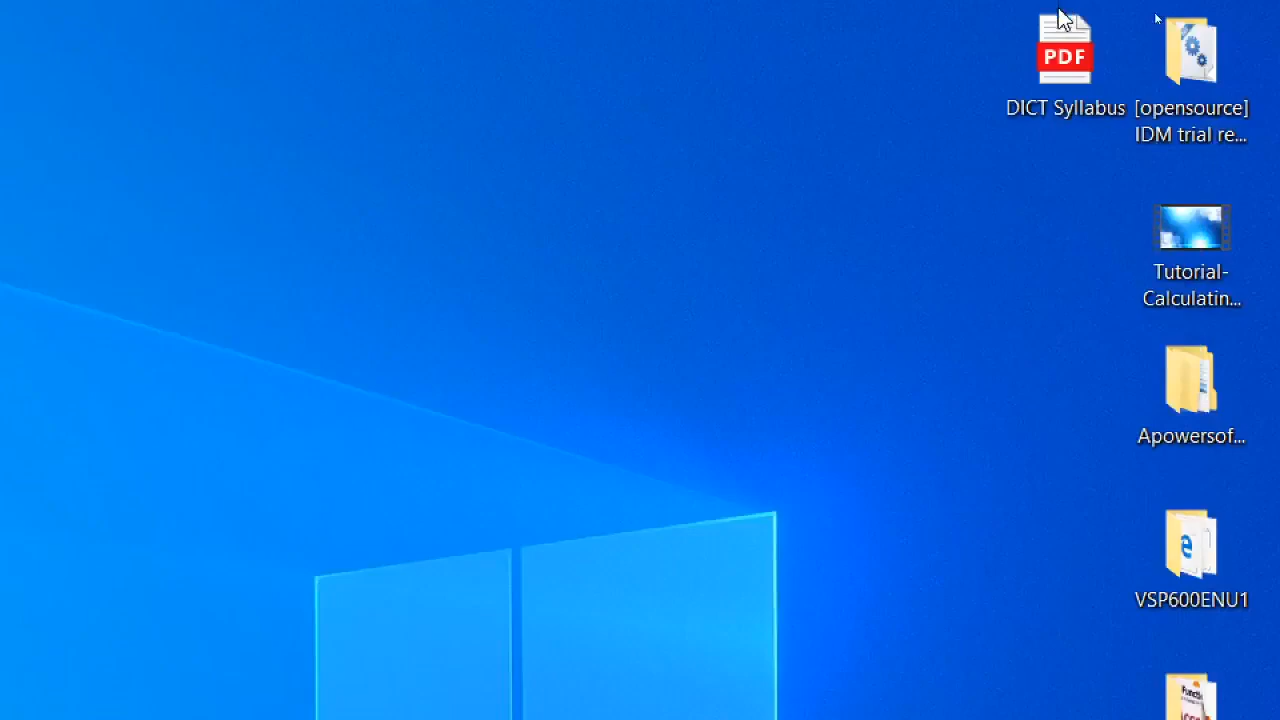 PDF
DICT Syllabus
[opensource]
IDM trial re...
Tutorial-
Calculatin...
Apowersof...
VSP600ENU1